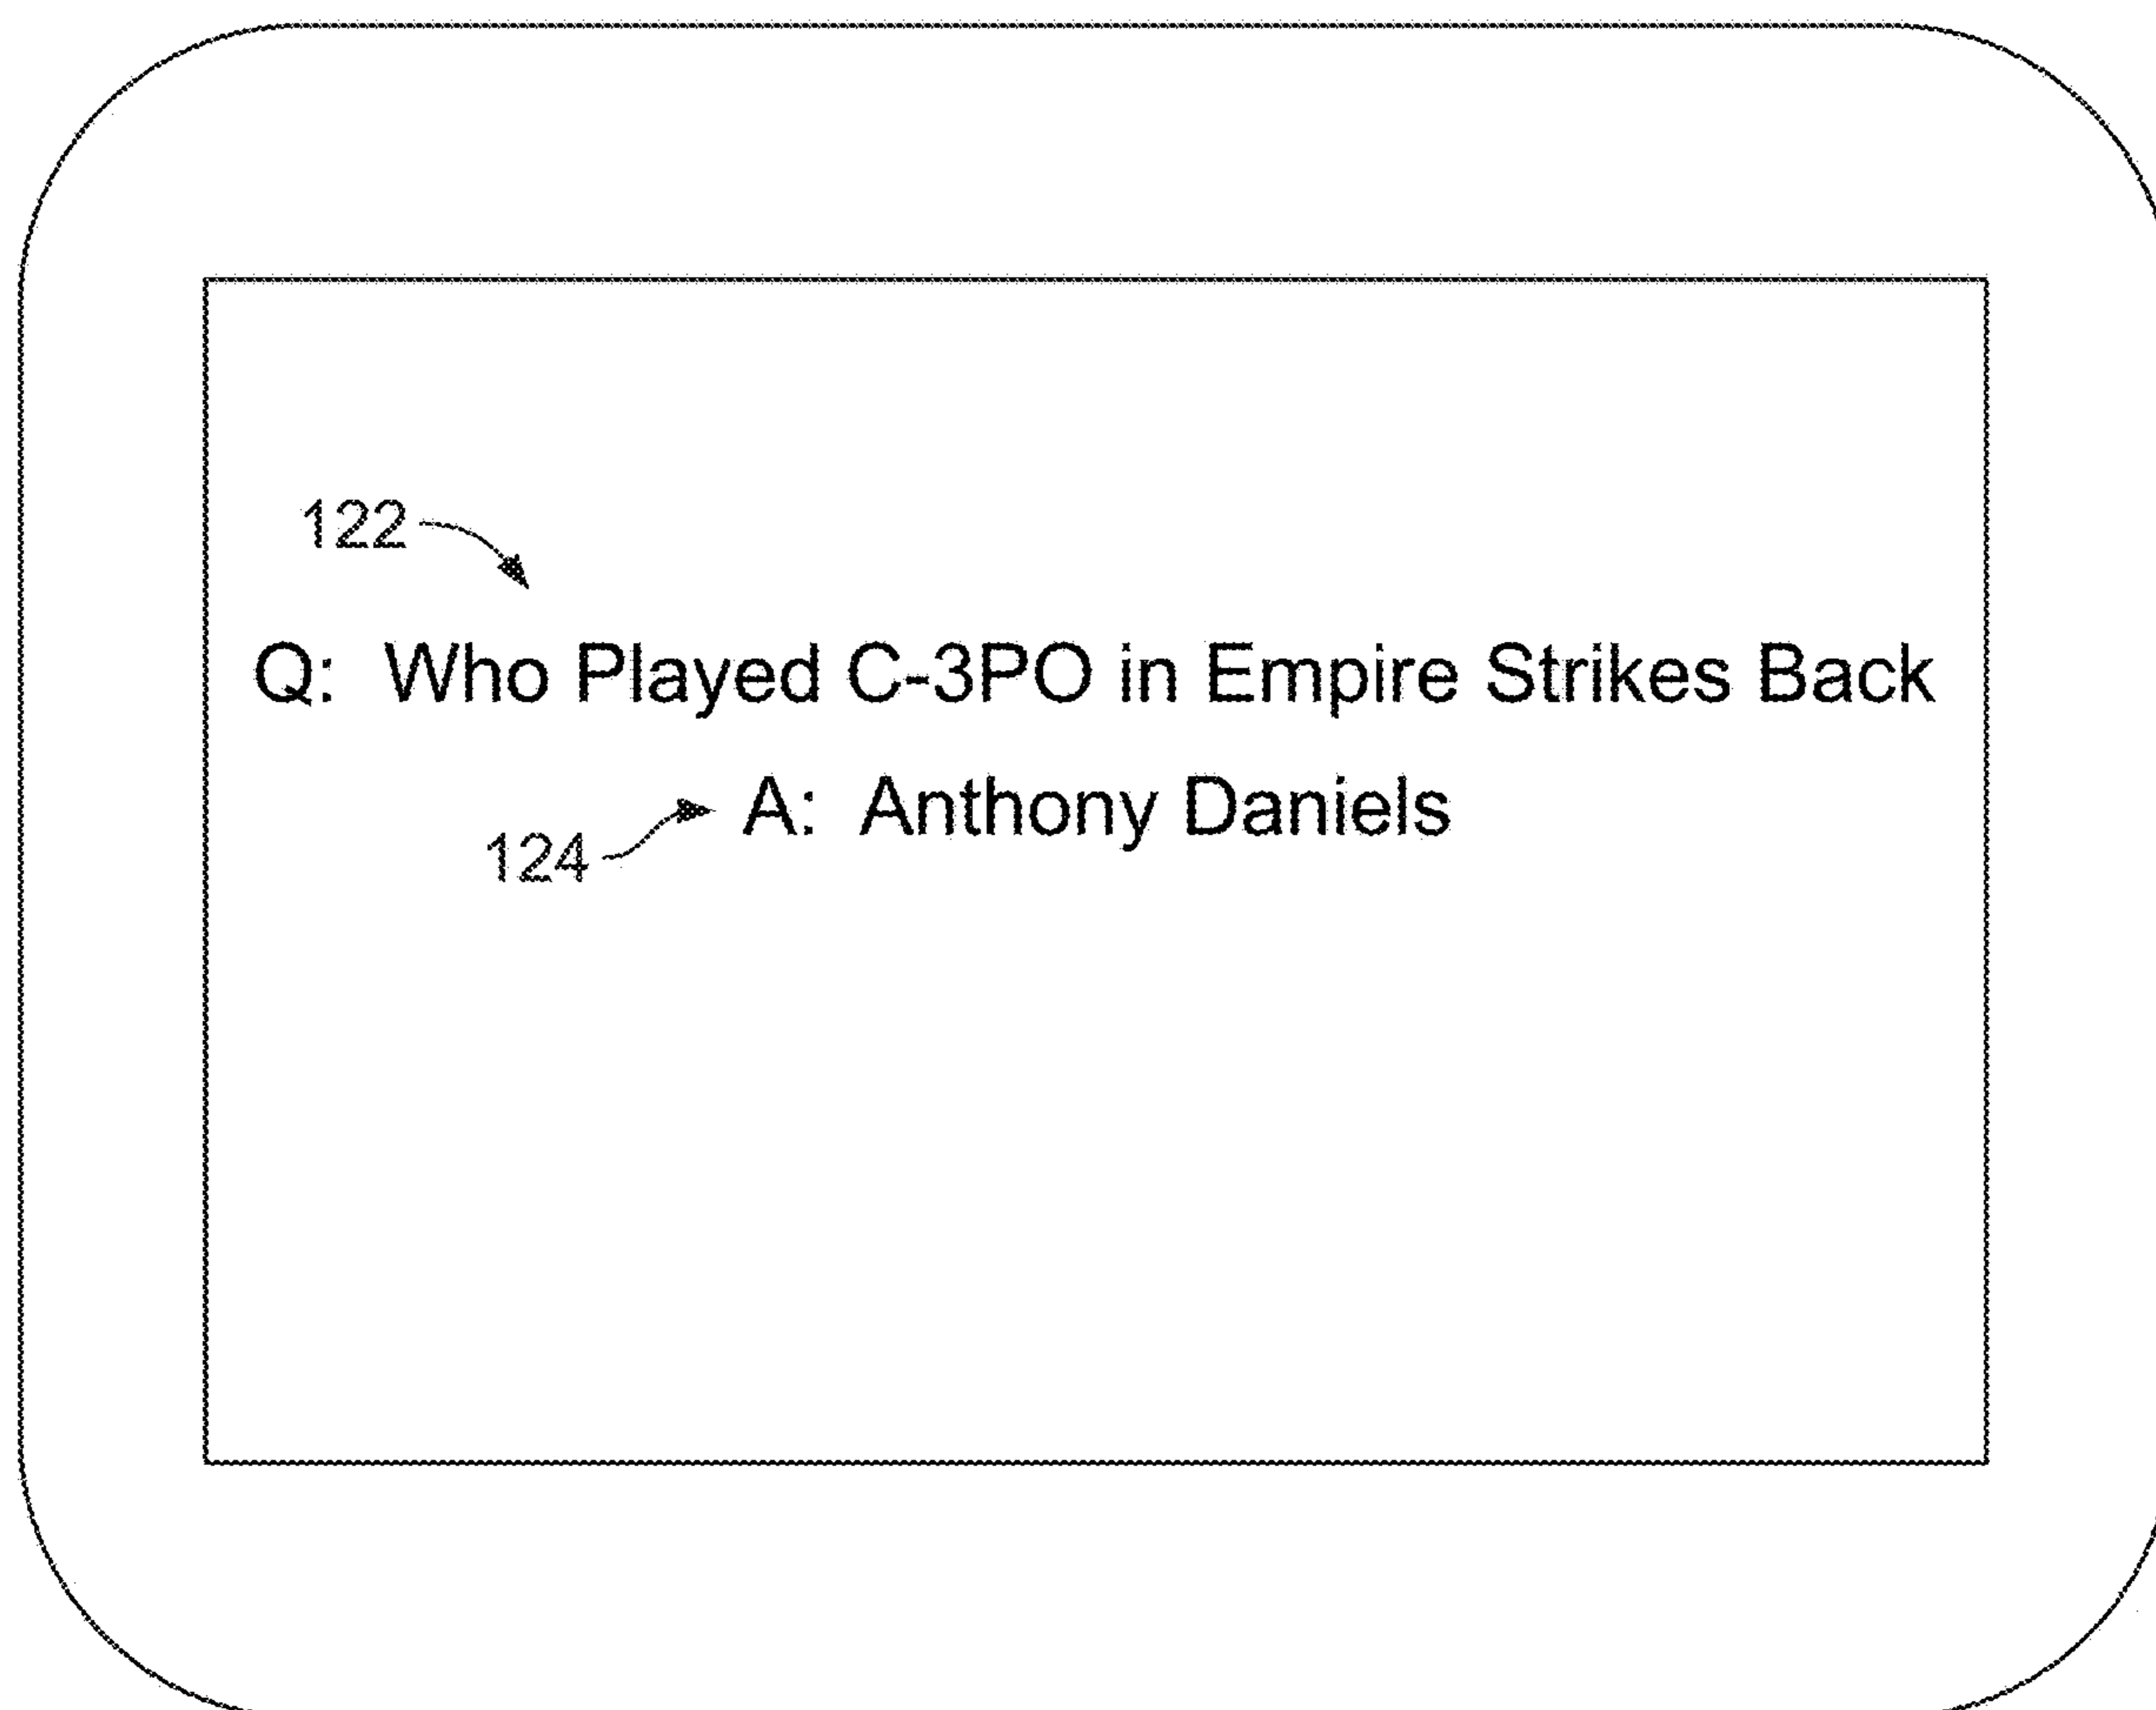 122
Q: Who Played C-3PO in Empire Strikes Back
A: Anthony Daniels
124